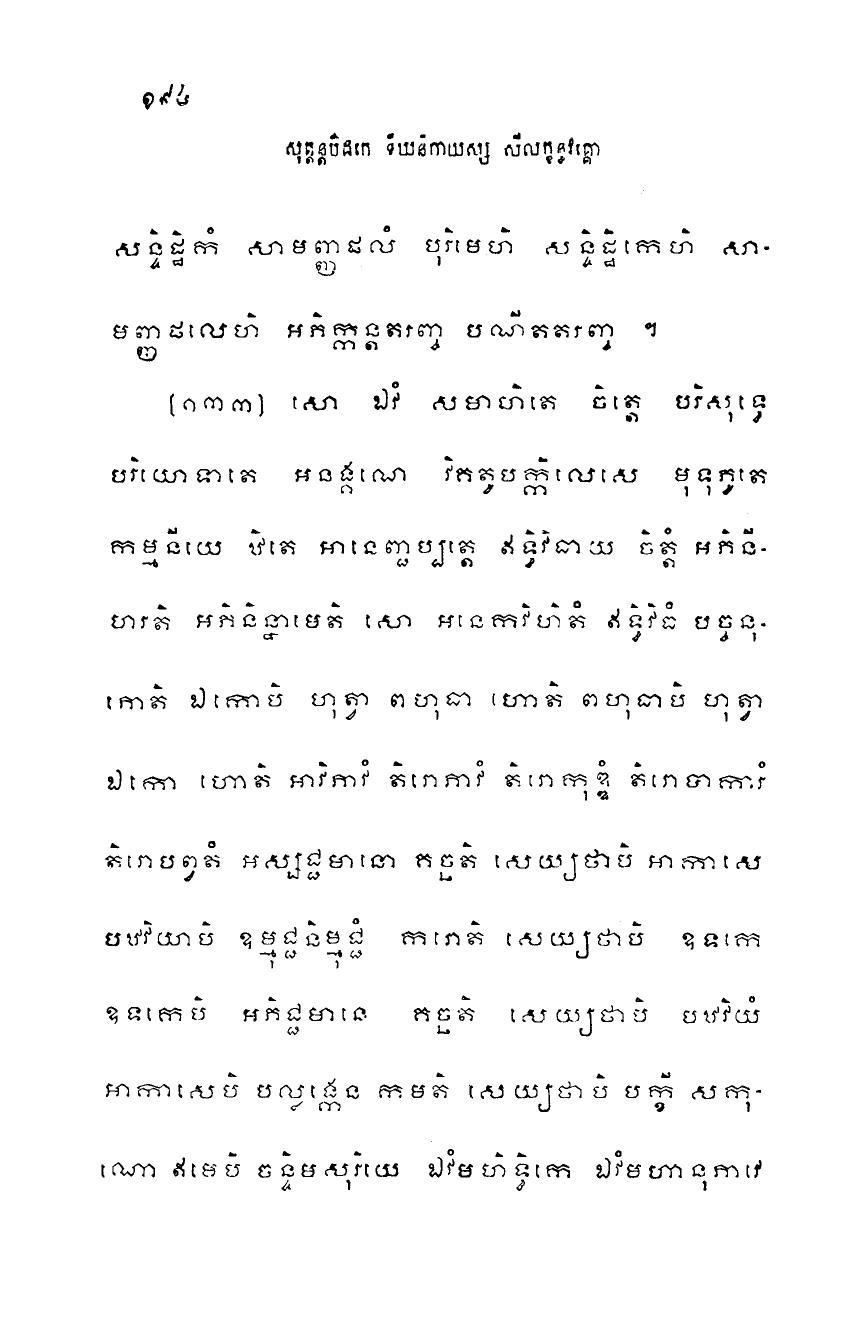 ១៩៤
សុត្តន្តបិដកេ ទីឃនិកាយស្ស សីលក្ខន្ធវគ្គោ
សន្ទិដ្ឋិកំ សាមញ្ញផលំ បុរិមេហិ សន្ទិដ្ឋិកេហិ សា-
មញ្ញផលេហិ អភិក្កន្តតរញ្ច បណីតតរញ្ច ។
[១៣៣] សោ ឯវំ សមាហិតេ ចិត្តេ បរិសុទ្ធេ
បរិយោទាតេ អនង្គណេ វិគតូបក្កិលេសេ មុទុភូតេ
កម្មនីយេ ឋិតេ អានេញ្ជប្បត្តេ ឥទ្ធិវិធាយ ចិត្តំ អភិនី-
ហរតិ អភិនិន្នាមេតិ សោ អនេកវិហិតំ ឥទ្ធិវិធំ បច្ចនុ-
ភោតិ ឯកោបិ ហុត្វា ពហុធា ហោតិ ពហុធាបិ ហុត្វា
ឯកោ ហោតិ អាវិភាវំ តិរោភាវំ តិរោកុឌ្ឌំ តិរោបាការំ
តិរោបព្វតំ អសជ្ជមានោ គច្ឆតិ សេយ្យថាបិ អាកាសេ
បឋវិយាបិ ឧម្មុជ្ជនិម្មុជ្ជំ ករោតិ សេយ្យថាបិ ឧទកេ
ឧទកេបិ អភិជ្ជមានេ គច្ឆតិ សេយ្យថាបិ បឋវិយំ
អាកាសេបិ បល្លង្កេន កមតិ សេយ្យថាបិ បក្ខី សកុ-
ណោ ឥមេបិ ចន្ទិមសុរិយេ ឯវំមហិទ្ធិកេ ឯវំមហានុភាវេ